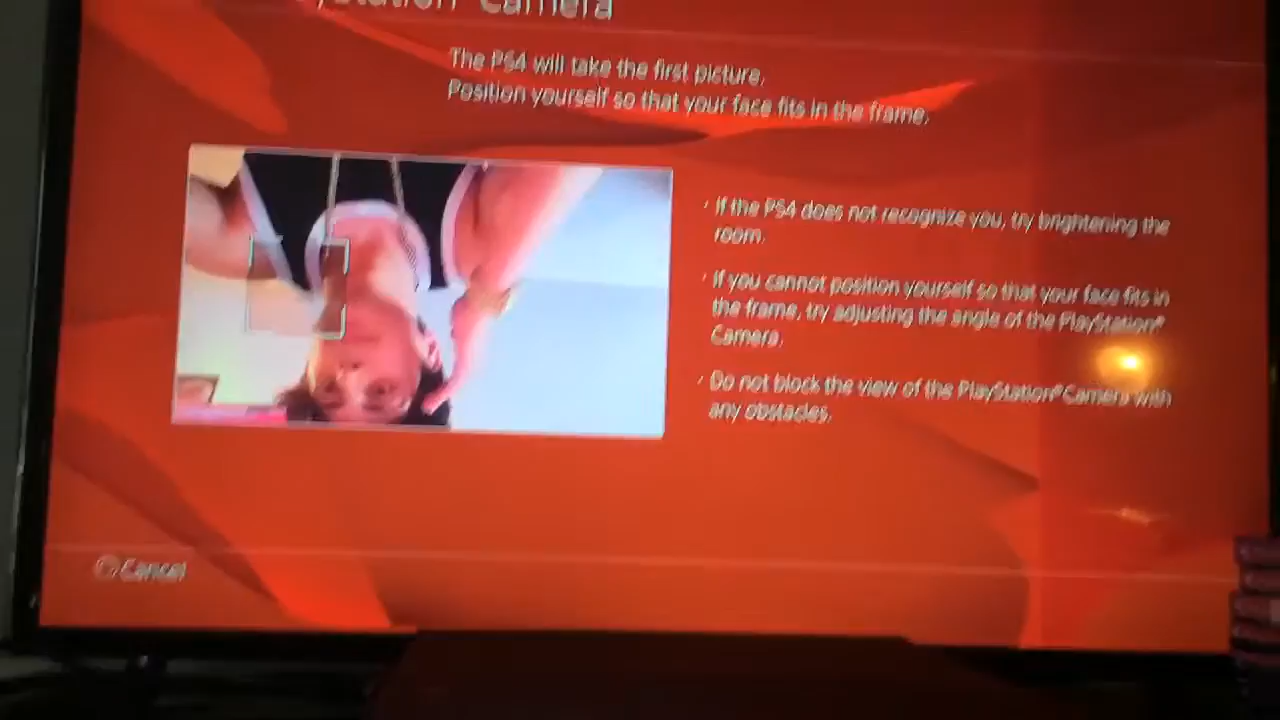 Camera
The PS4 will take the first picture.
Position yourself so that your face fits in the frame.
If the PS4 does not recognize you, try brightening the
room.
If you cannot position yourself so that your face fits in
the frame, try adjusting the angle of the PlayStation®
Camera.
Do not block the view of the PlayStation®Camera with
any obstacles.
Cancel